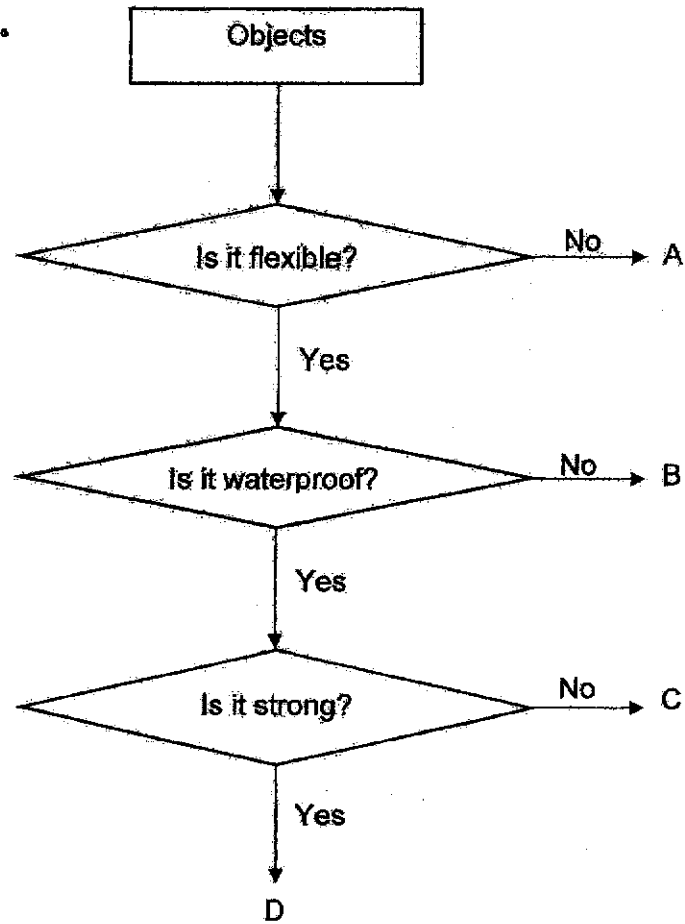 Objects
Is it flexible?
No
A
Yes
Is it waterproof?
No
B
Yes
Is it strong?
No
C
Yes
D